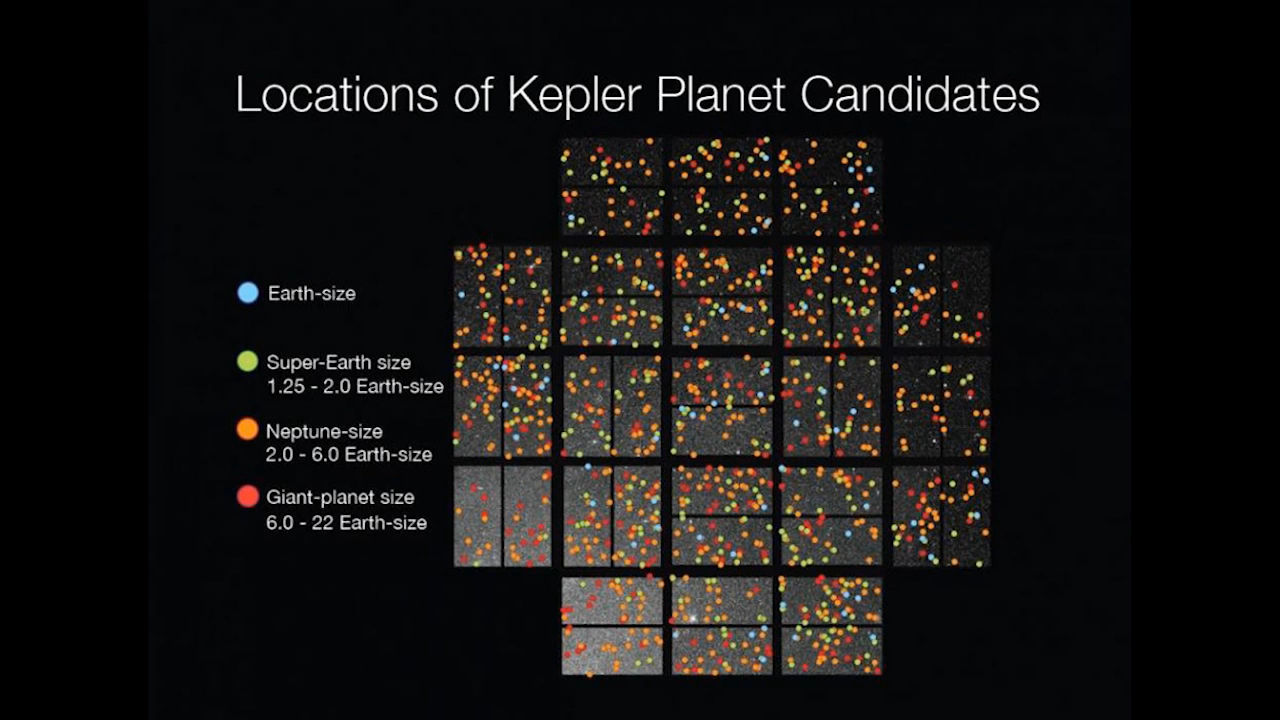 Locations of Kepler Planet Candidates
Earth-size
Super-Earth size
1.25 - 2.0 Earth-size
Neptune-size
2.0 - 6.0 Earth-size
Giant-planet size
6.0 - 22 Earth-size